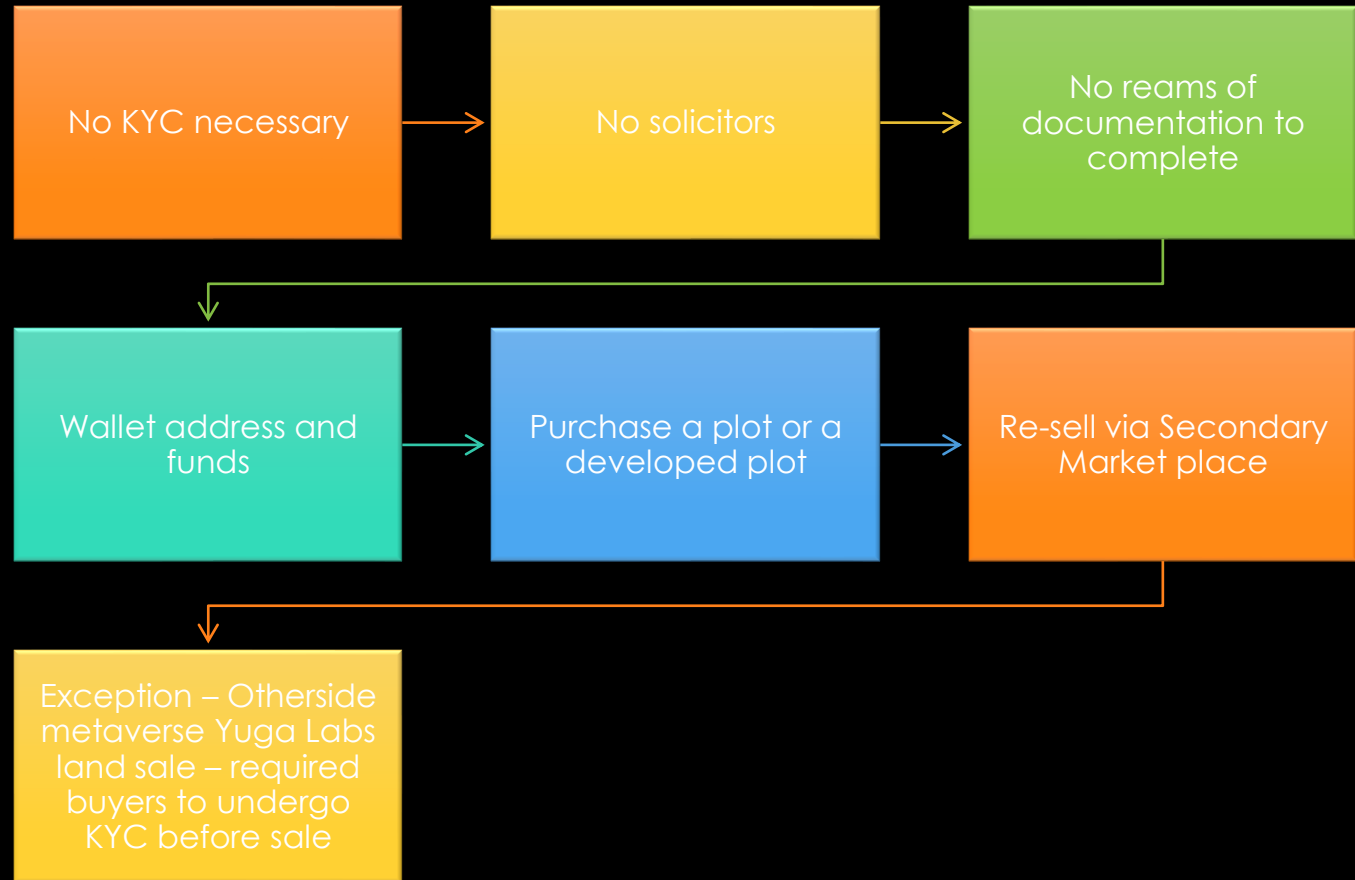 No KYC necessary
No solicitors
No reams of
documentation to
complete
Wallet address and
funds
Purchase a plot or a
developed plot
Re-sell via Secondary
Market place
Exception – Otherside
metaverse Yuga Labs
land sale – required
buyers to undergo
KYC before sale